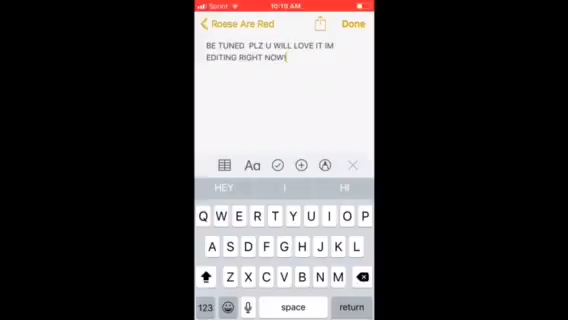 Sprint
10:19 AM
Roese Are Red
Done
BE TUNED PLZ U WILL LOVE IT IM
EDITING RIGHT NOW!
Aa
HEY
I
HI
Q W E R T Y U I O P
A S D F G H J K L
Z X C V B N M
123
space
return